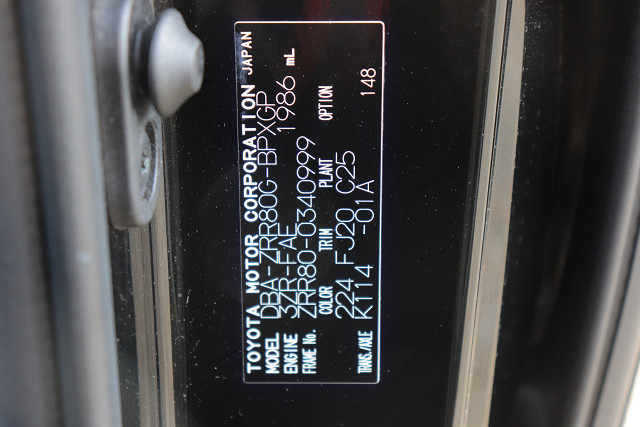 TOYOTA MOTOR CORPORATION JAPAN
MODEL DBA-ZRR80G-BPXGP
ENGINE 3ZR-FAE 1986 mL
FRAME No. ZRR80-0340999
COLOR TRIM PLANT OPTION
224 FJ20 C25 148
TRANS./AXLE K114 -01A